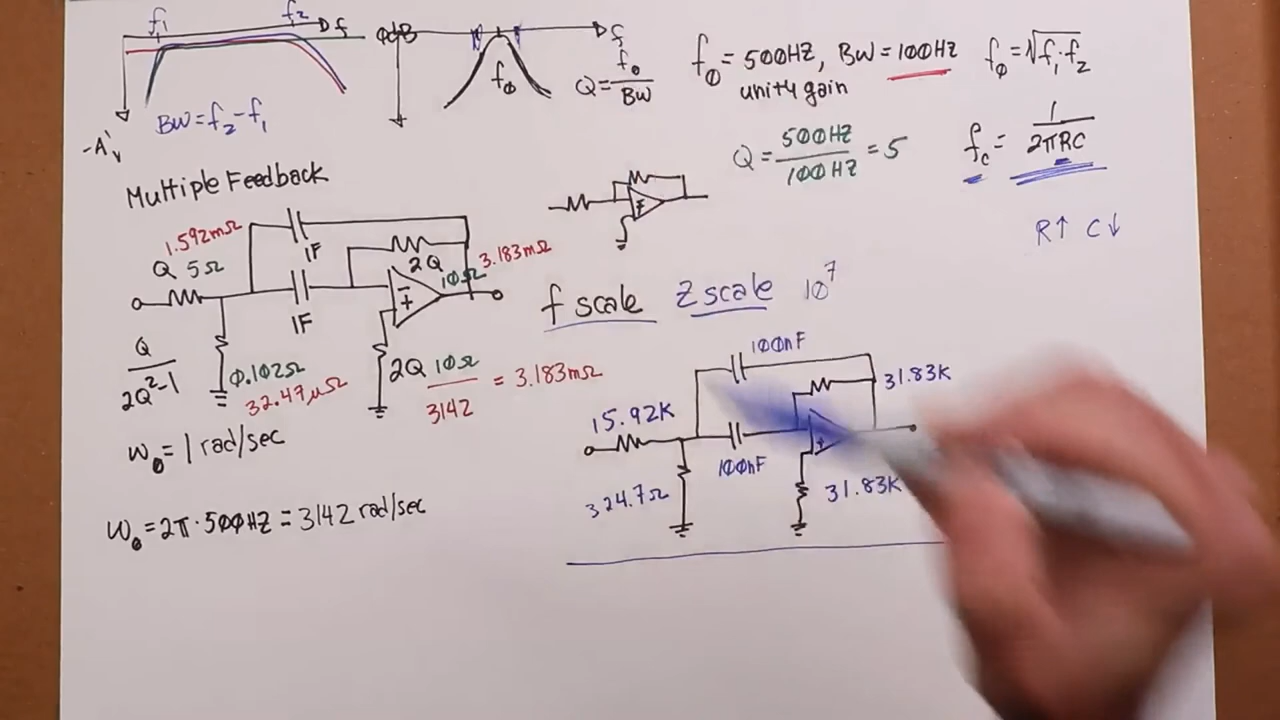 f₁ f₂ f
-A'ᵥ
BW = f₂ - f₁
0dB f
f₀
Q = f₀ / BW
f₀ = 500HZ, BW = 100HZ
unity gain
f₀ = √f₁·f₂
Q = 500HZ / 100HZ = 5
f_c = 1 / 2πRC
R↑ C↓
Multiple Feedback
1.592mΩ
Q 5Ω
1F
1F
2Q
10Ω
3.183mΩ
- +
Q / 2Q²-1
0.102Ω
32.47µΩ
2Q 10Ω / 3142 = 3.183mΩ
ω₀ = 1 rad/sec
ω₀ = 2π·500HZ = 3142 rad/sec
f scale Z scale 10⁷
100nF
31.83K
15.92K
100nF
+
324.7Ω
31.83K